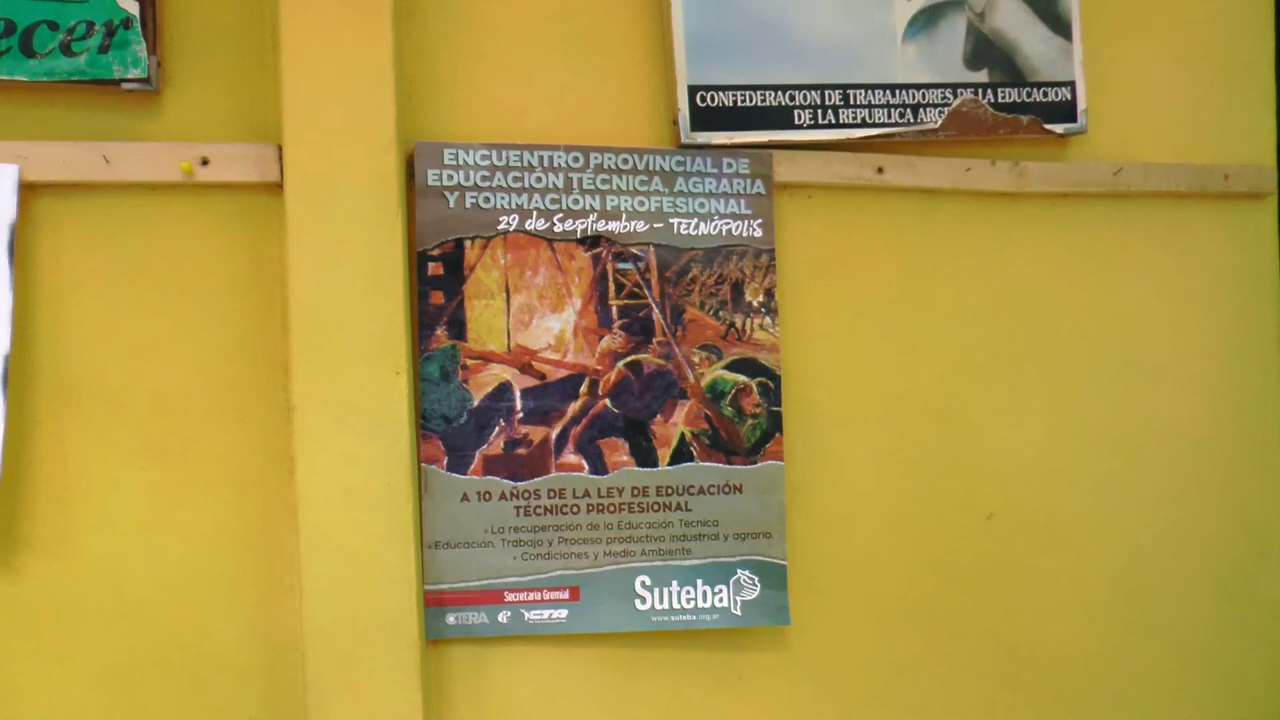 ecer
CONFEDERACION DE TRABAJADORES DE LA EDUCACION
DE LA REPUBLICA ARG
ENCUENTRO PROVINCIAL DE
EDUCACIÓN TÉCNICA, AGRARIA
Y FORMACIÓN PROFESIONAL
29 de Septiembre - TECNÓPOLIS
A 10 AÑOS DE LA LEY DE EDUCACIÓN
TÉCNICO PROFESIONAL
• La recuperación de la Educación Técnica
• Educación, Trabajo y Proceso productivo industrial y agrario.
• Condiciones y Medio Ambiente.
Secretaría Gremial
Suteba
CTERA CTA
www.suteba.org.ar